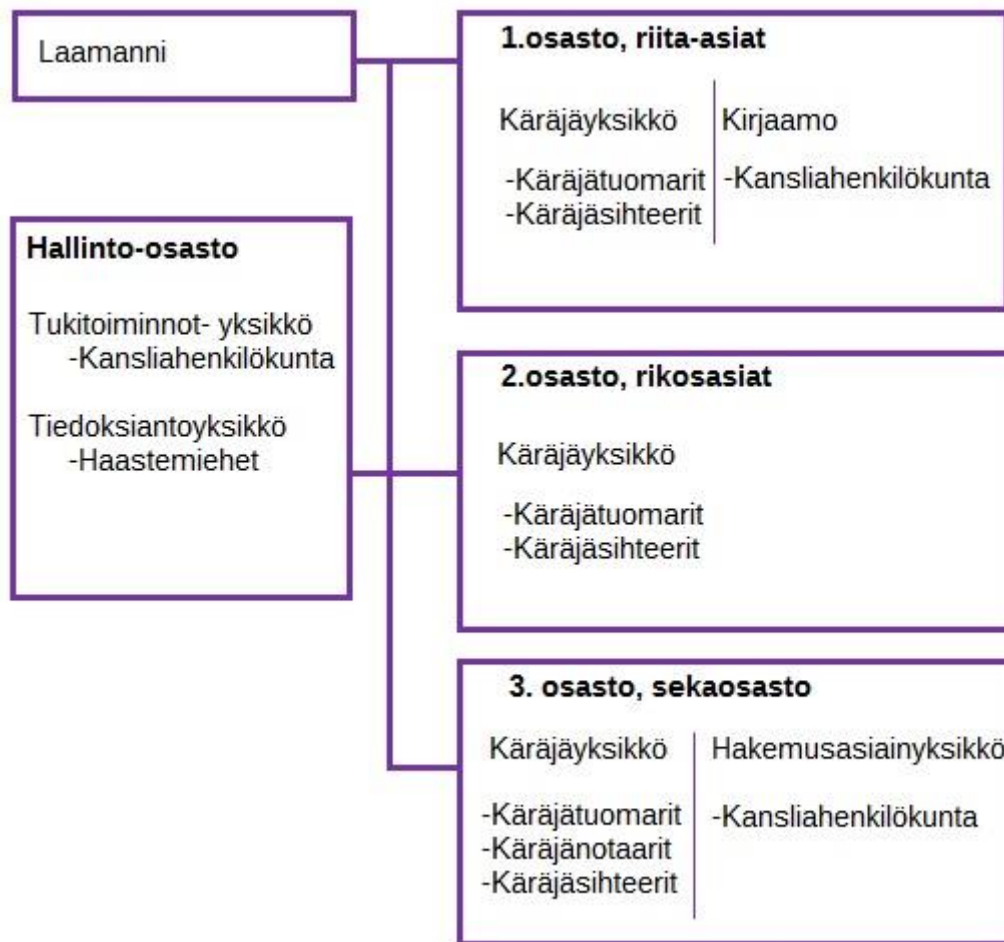 Laamanni
Hallinto-osasto
Tukitoiminnot- yksikkö
-Kansliahenkilökunta
Tiedoksiantoyksikkö
-Haastemiehet
1.osasto, riita-asiat
Käräjäyksikkö
-Käräjätuomarit
-Käräjäsihteerit
Kirjaamo
-Kansliahenkilökunta
2.osasto, rikosasiat
Käräjäyksikkö
-Käräjätuomarit
-Käräjäsihteerit
3. osasto, sekaosasto
Käräjäyksikkö
-Käräjätuomarit
-Käräjänotaarit
-Käräjäsihteerit
Hakemusasiainyksikkö
-Kansliahenkilökunta